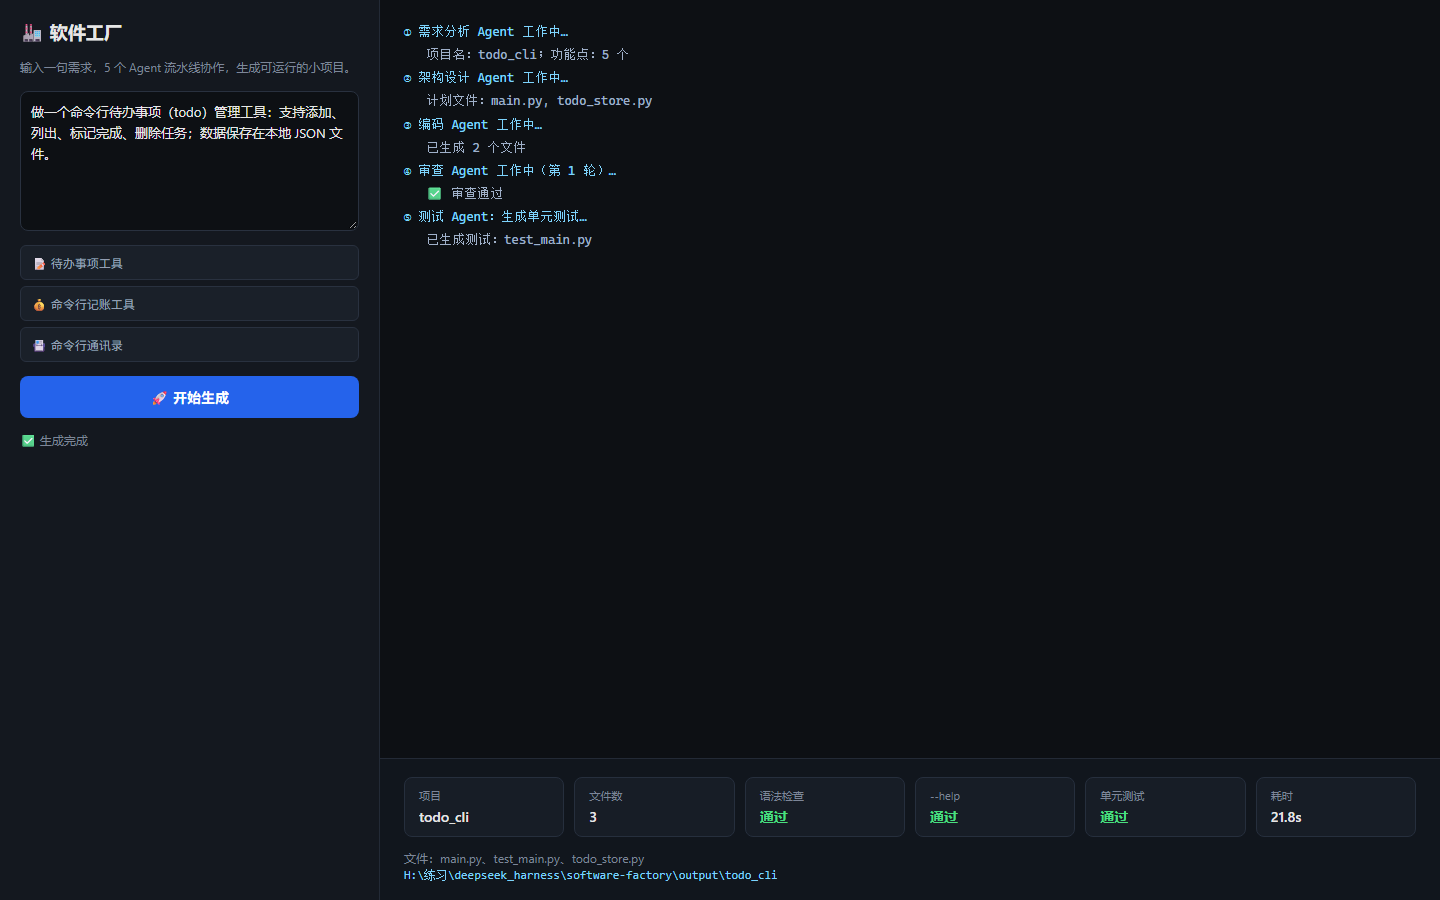 软件工厂
输入一句需求，5 个 Agent 流水线协作，生成可运行的小项目。
做一个命令行待办事项（todo）管理工具：支持添加、
列出、标记完成、删除任务；数据保存在本地 JSON 文
件。
待办事项工具
命令行记账工具
命令行通讯录
开始生成
生成完成
① 需求分析 Agent 工作中…
项目名：todo_cli；功能点：5 个
② 架构设计 Agent 工作中…
计划文件：main.py, todo_store.py
③ 编码 Agent 工作中…
已生成 2 个文件
④ 审查 Agent 工作中（第 1 轮）…
审查通过
⑤ 测试 Agent：生成单元测试…
已生成测试：test_main.py
项目
todo_cli
文件数
3
语法检查
通过
--help
通过
单元测试
通过
耗时
21.8s
文件：main.py、test_main.py、todo_store.py
H:\练习\deepseek_harness\software-factory\output\todo_cli